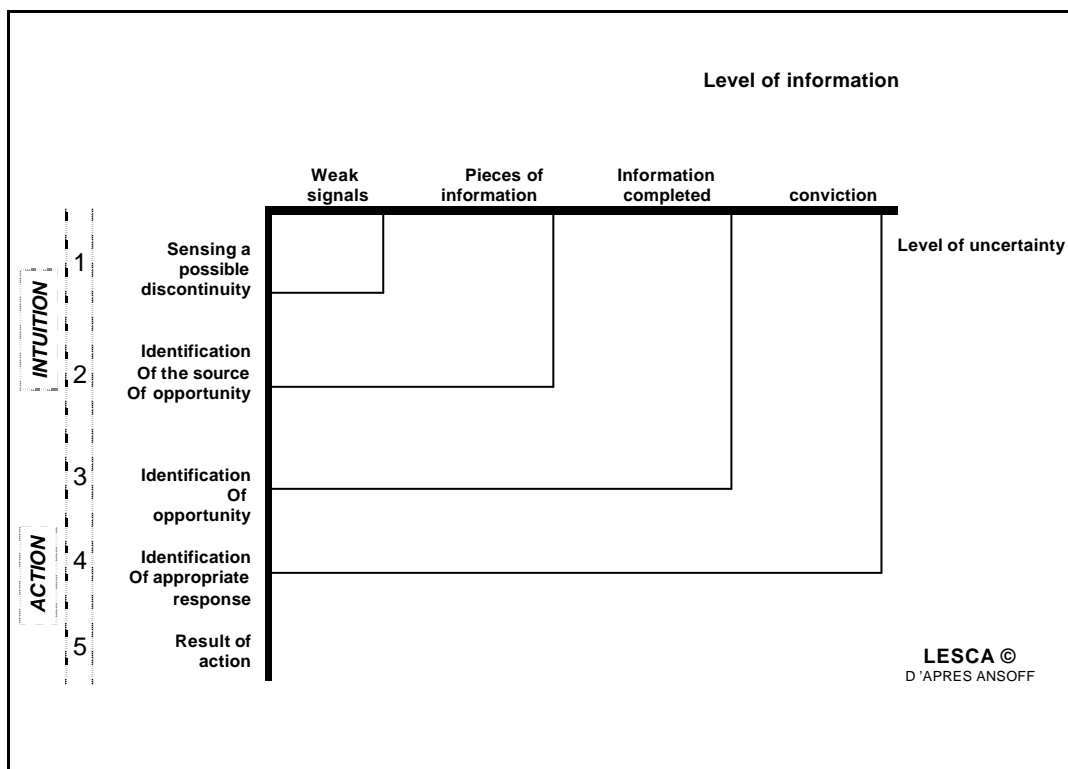 Level of information
Weak
signals
Pieces of
information
Information
completed
conviction
Level of uncertainty
INTUITION
ACTION
1
Sensing a
possible
discontinuity
2
Identification
Of the source
Of opportunity
3
Identification
Of
opportunity
4
Identification
Of appropriate
response
5
Result of
action
LESCA ©
D 'APRES ANSOFF